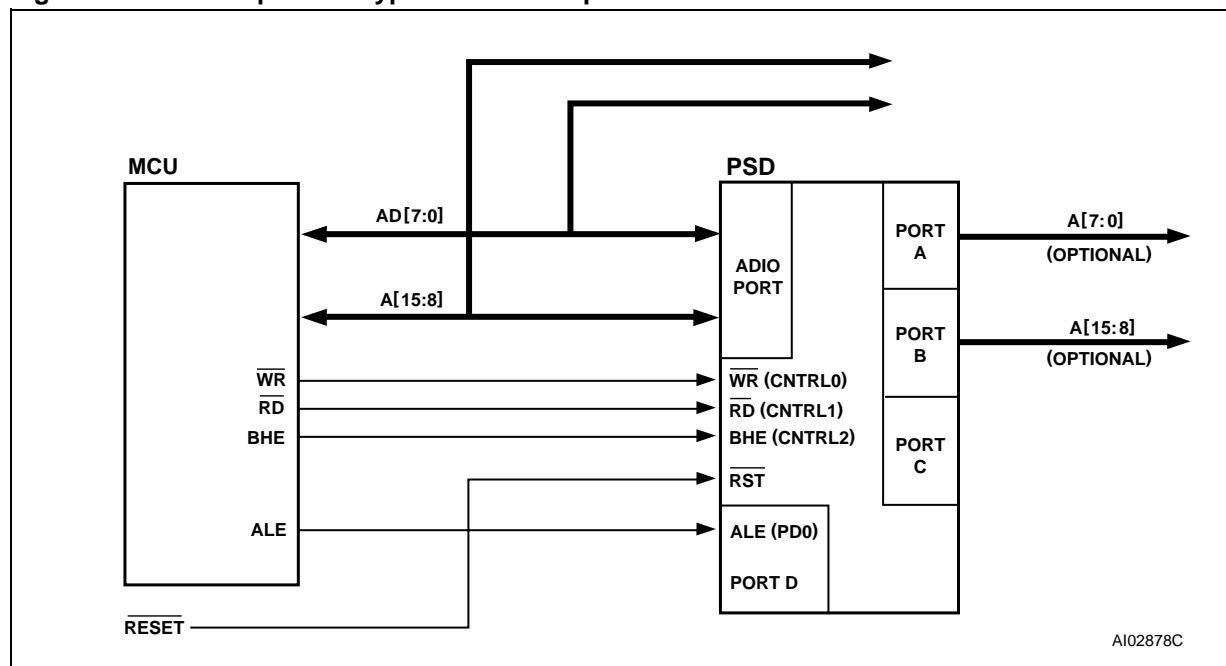 MCU
PSD
AD[7:0]
A[15:8]
ADIO
PORT
PORT
A
A[7:0]
(OPTIONAL)
PORT
B
A[15:8]
(OPTIONAL)
PORT
C
WR
RD
BHE
ALE
WR (CNTRL0)
RD (CNTRL1)
BHE (CNTRL2)
RST
ALE (PD0)
PORT D
RESET
AI02878C